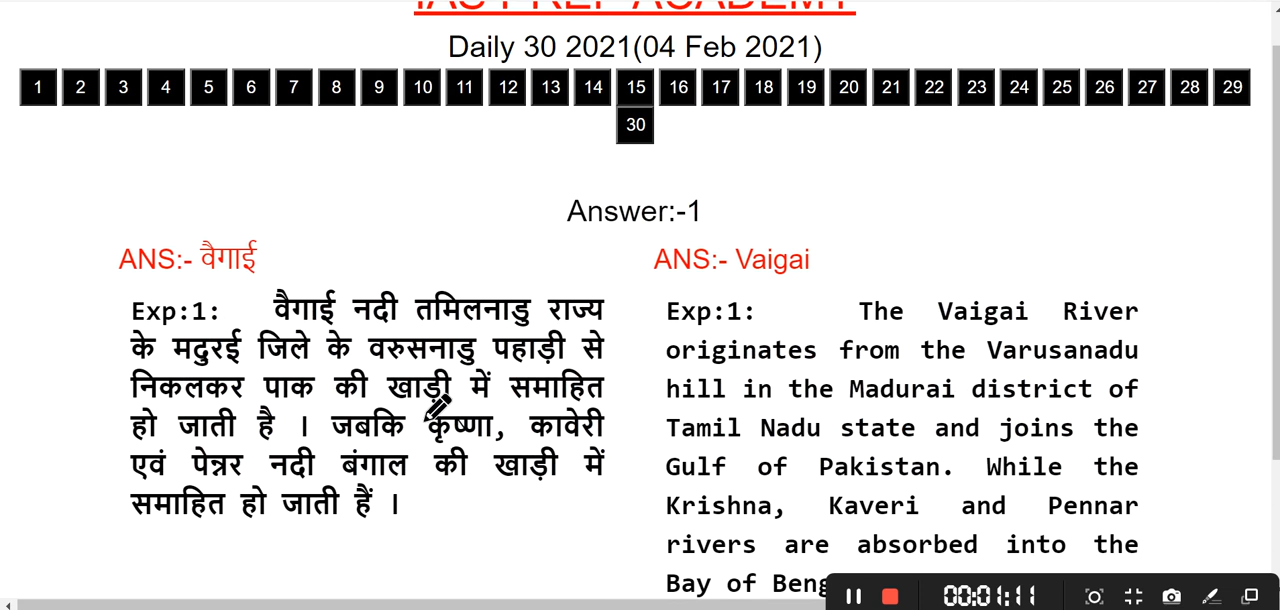 IAS PREP ACADEMY
Daily 30 2021(04 Feb 2021)
1 2 3 4 5 6 7 8 9 10 11 12 13 14 15 16 17 18 19 20 21 22 23 24 25 26 27 28 29
30
Answer:-1
ANS:- वैगाई
Exp:1: वैगाई नदी तमिलनाडु राज्य
के मदुरई जिले के वरुसनाडु पहाड़ी से
निकलकर पाक की खाड़ी में समाहित
हो जाती है । जबकि कृष्णा, कावेरी
एवं पेन्नर नदी बंगाल की खाड़ी में
समाहित हो जाती हैं ।
ANS:- Vaigai
Exp:1: The Vaigai River
originates from the Varusanadu
hill in the Madurai district of
Tamil Nadu state and joins the
Gulf of Pakistan. While the
Krishna, Kaveri and Pennar
rivers are absorbed into the
Bay of Beng
00:01:11